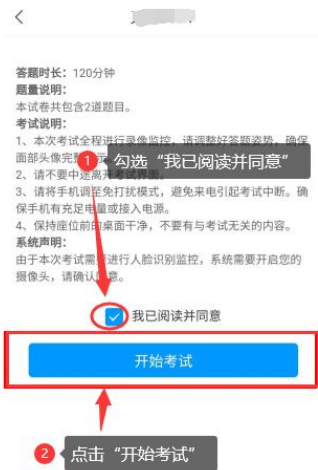 答题时长：120分钟
题量说明：
本试卷共包含2道题目。
考试说明：
1、本次考试全程进行录像监控，请调整好答题姿势，确保
面部头像完整
1 勾选“我已阅读并同意”
2、请不要中途离开考试界面。
3、请将手机调至免打扰模式，避免来电引起考试中断。确
保手机有充足电量或接入电源。
4、保持座位前的桌面干净，不要有与考试无关的内容。
系统声明：
由于本次考试需要进行人脸识别监控，系统需要开启您的
摄像头，请确认 意。
我已阅读并同意
开始考试
2 点击“开始考试”